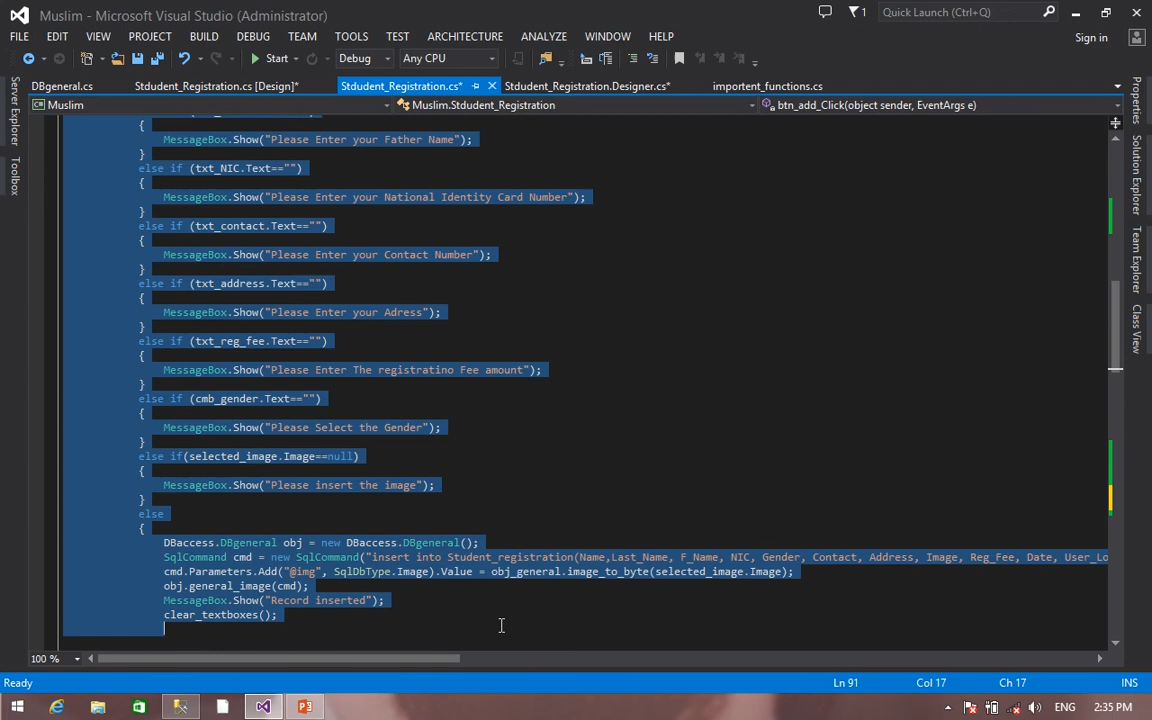 Muslim - Microsoft Visual Studio (Administrator)
1
Quick Launch (Ctrl+Q)
FILE EDIT VIEW PROJECT BUILD DEBUG TEAM TOOLS TEST ARCHITECTURE ANALYZE WINDOW HELP
Sign in
Start
Debug
Any CPU
DBgeneral.cs
Stdudent_Registration.cs [Design]*
Stdudent_Registration.cs*
Stdudent_Registration.Designer.cs*
importent_functions.cs
Muslim
Muslim.Stdudent_Registration
btn_add_Click(object sender, EventArgs e)
Server Explorer
Toolbox
Properties
Solution Explorer
Team Explorer
Class View
{
MessageBox.Show("Please Enter your Father Name");
}
else if (txt_NIC.Text=="")
{
MessageBox.Show("Please Enter your National Identity Card Number");
}
else if (txt_contact.Text=="")
{
MessageBox.Show("Please Enter your Contact Number");
}
else if (txt_address.Text=="")
{
MessageBox.Show("Please Enter your Adress");
}
else if (txt_reg_fee.Text=="")
{
MessageBox.Show("Please Enter The registratino Fee amount");
}
else if (cmb_gender.Text=="")
{
MessageBox.Show("Please Select the Gender");
}
else if(selected_image.Image==null)
{
MessageBox.Show("Please insert the image");
}
else
{
DBaccess.DBgeneral obj = new DBaccess.DBgeneral();
SqlCommand cmd = new SqlCommand("insert into Student_registration(Name,Last_Name, F_Name, NIC, Gender, Contact, Address, Image, Reg_Fee, Date, User_Lo
cmd.Parameters.Add("@img", SqlDbType.Image).Value = obj_general.image_to_byte(selected_image.Image);
obj.general_image(cmd);
MessageBox.Show("Record inserted");
clear_textboxes();
100 %
Ready
Ln 91
Col 17
Ch 17
INS
ENG
2:35 PM